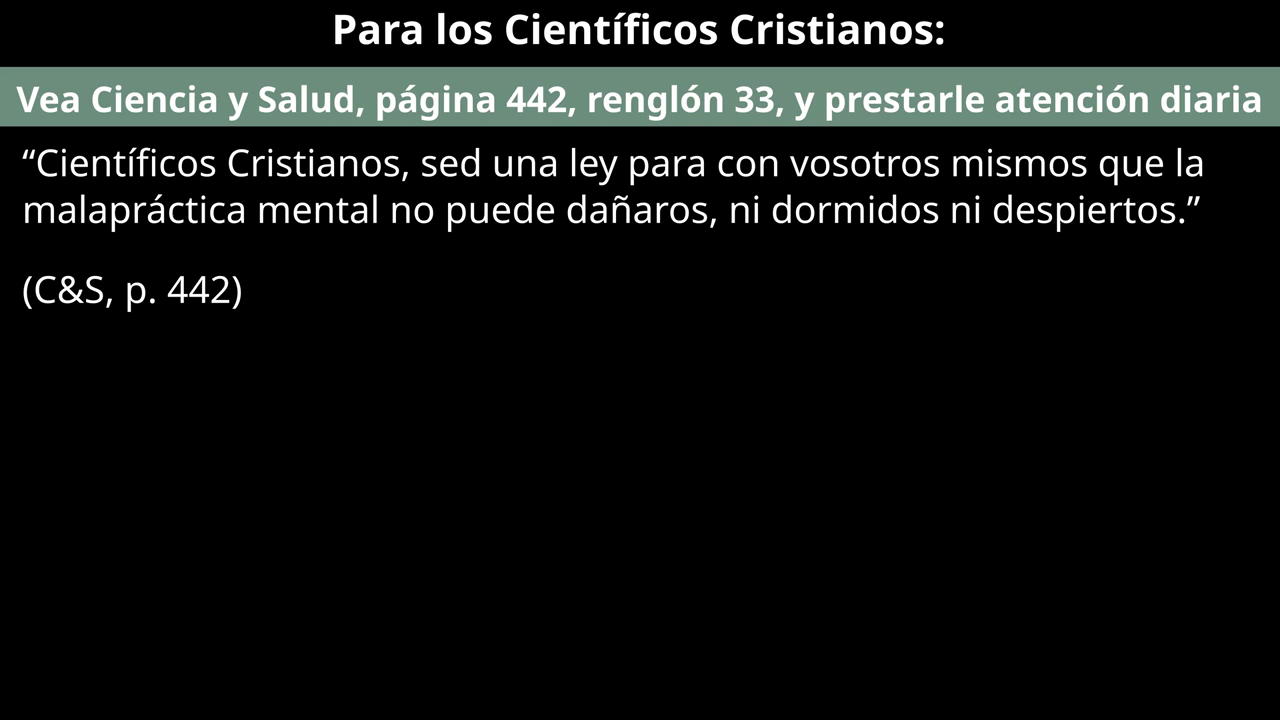 Para los Científicos Cristianos:
Vea Ciencia y Salud, página 442, renglón 33, y prestarle atención diaria
“Científicos Cristianos, sed una ley para con vosotros mismos que la
malapráctica mental no puede dañaros, ni dormidos ni despiertos.”
(C&S, p. 442)